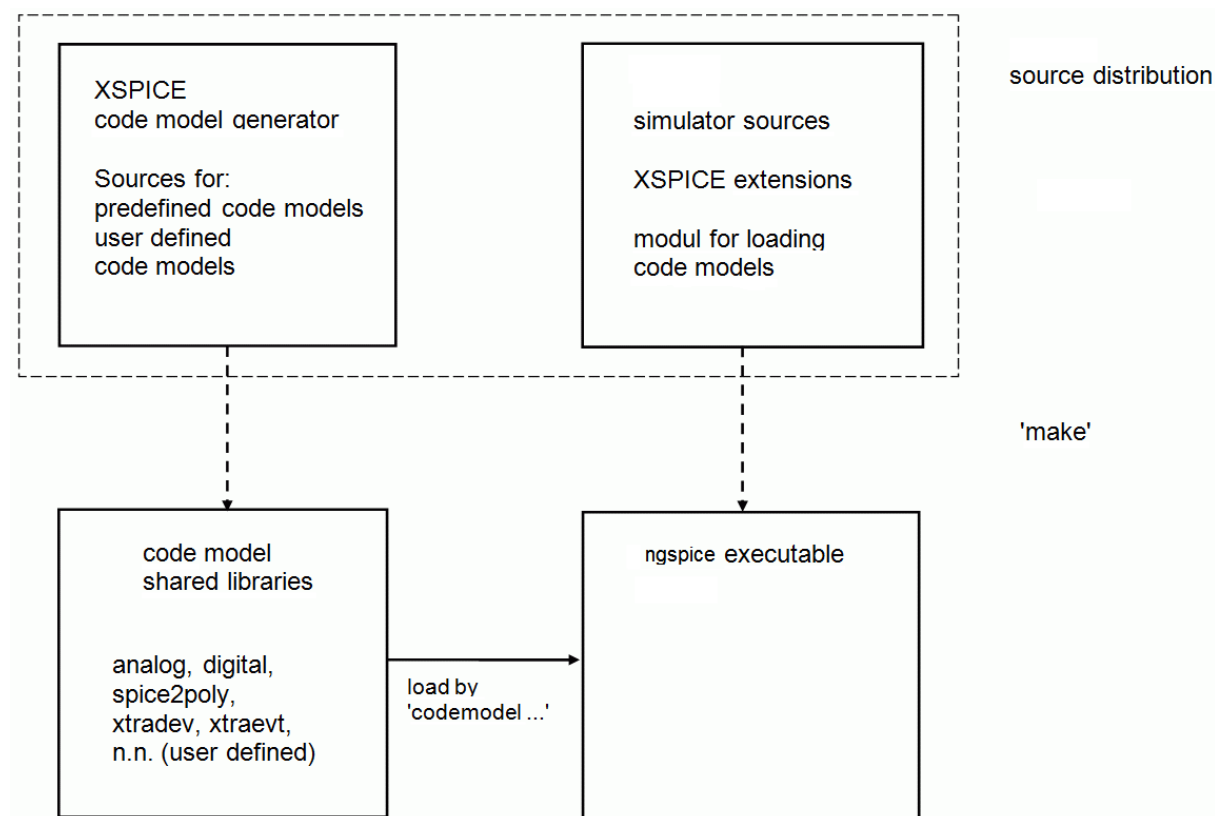 XSPICE
code model generator
Sources for:
predefined code models
user defined
code models
simulator sources
XSPICE extensions
modul for loading
code models
source distribution
'make'
code model
shared libraries
analog, digital,
spice2poly,
xtradev, xtraevt,
n.n. (user defined)
load by
'codemodel ...'
ngspice executable